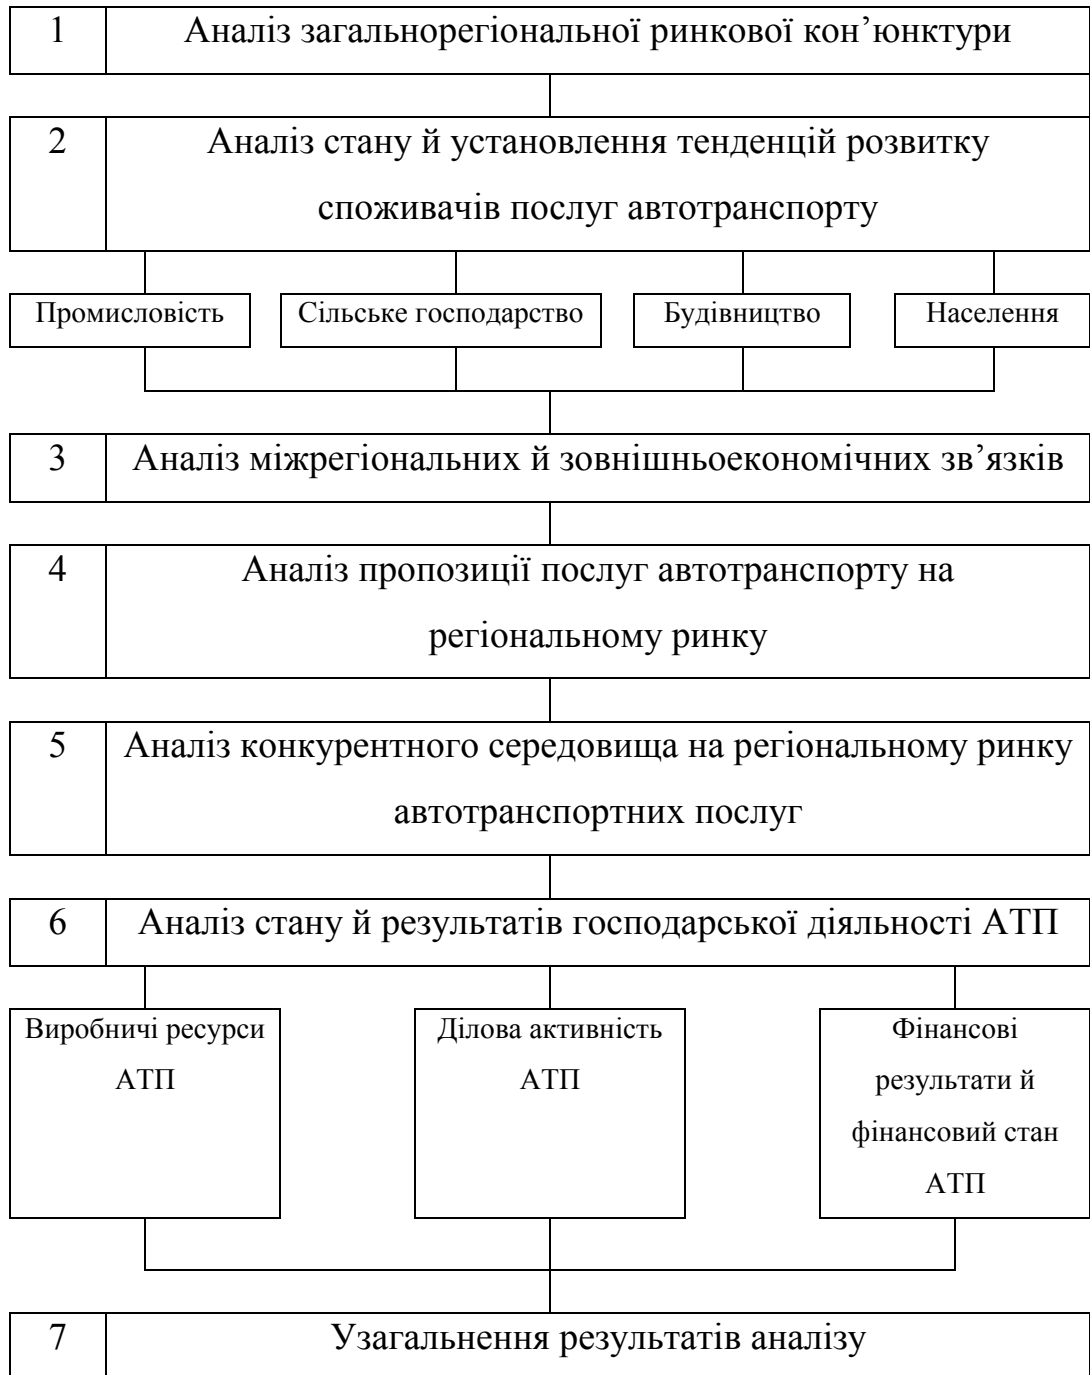 1 Аналіз загальнорегіональної ринкової кон’юнктури
2 Аналіз стану й установлення тенденцій розвитку
споживачів послуг автотранспорту
Промисловість Сільське господарство Будівництво Населення
3 Аналіз міжрегіональних й зовнішньоекономічних зв’язків
4 Аналіз пропозиції послуг автотранспорту на
регіональному ринку
5 Аналіз конкурентного середовища на регіональному ринку
автотранспортних послуг
6 Аналіз стану й результатів господарської діяльності АТП
Виробничі ресурси
АТП
Ділова активність
АТП
Фінансові
результати й
фінансовий стан
АТП
7 Узагальнення результатів аналізу